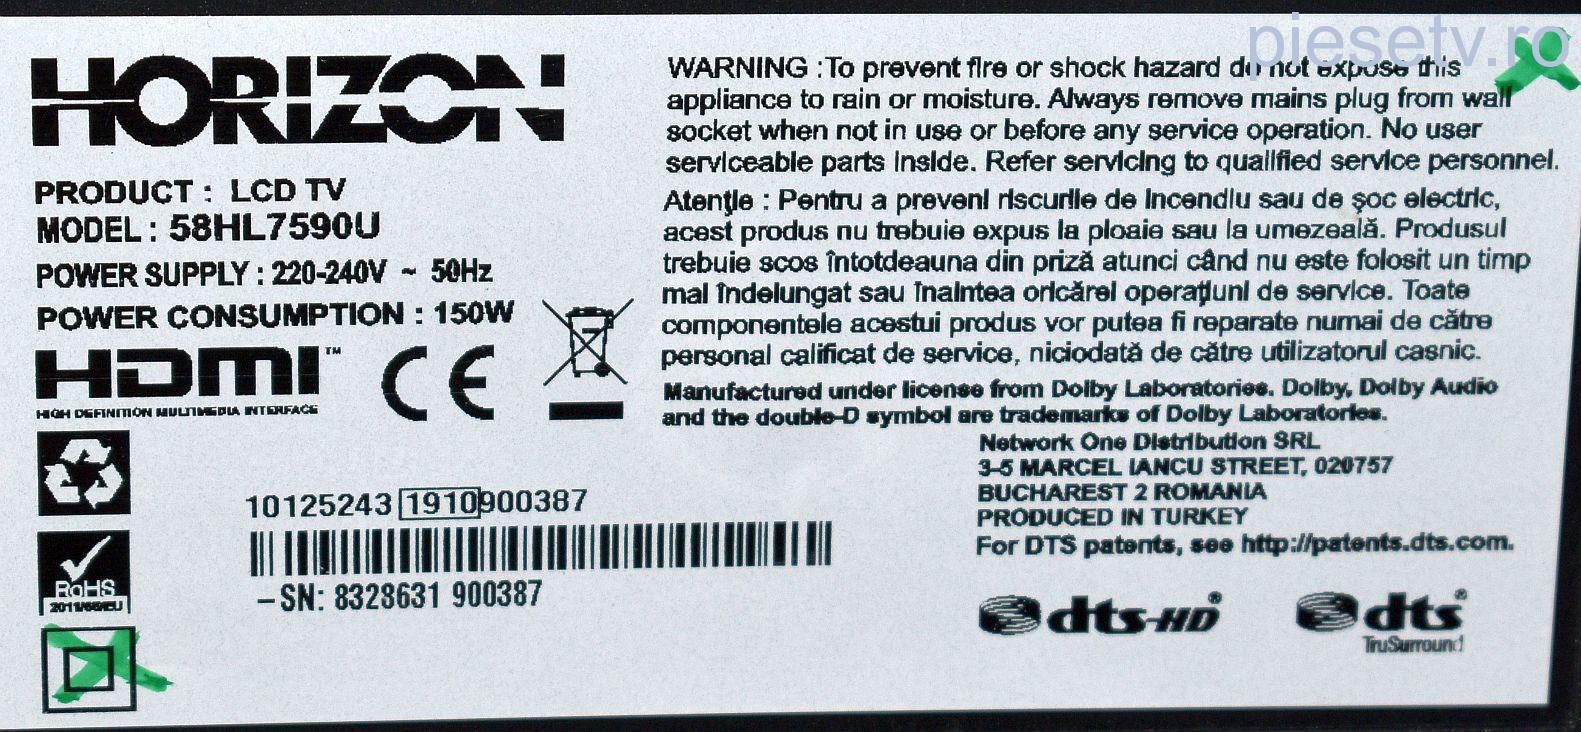 piesetv.ro
HORIZON
PRODUCT : LCD TV
MODEL : 58HL7590U
POWER SUPPLY : 220-240V ~ 50Hz
POWER CONSUMPTION : 150W
HDMI™
HIGH DEFINITION MULTIMEDIA INTERFACE
CE
RoHS
2011/65/EU
10125243 1910900387
-SN: 8328631 900387
WARNING :To prevent fire or shock hazard do not expose this
appliance to rain or moisture. Always remove mains plug from wall
socket when not in use or before any service operation. No user
serviceable parts inside. Refer servicing to qualified service personnel.
Atenţie : Pentru a preveni riscurile de incendiu sau de şoc electric,
acest produs nu trebuie expus la ploaie sau la umezeală. Produsul
trebuie scos întotdeauna din priză atunci când nu este folosit un timp
mai îndelungat sau înaintea oricărei operaţiuni de service. Toate
componentele acestui produs vor putea fi reparate numai de către
personal calificat de service, niciodată de către utilizatorul casnic.
Manufactured under license from Dolby Laboratories. Dolby, Dolby Audio
and the double-D symbol are trademarks of Dolby Laboratories.
Network One Distribution SRL
3-5 MARCEL IANCU STREET, 020757
BUCHAREST 2 ROMANIA
PRODUCED IN TURKEY
For DTS patents, see http://patents.dts.com.
dts-HD®
dts®
TruSurround